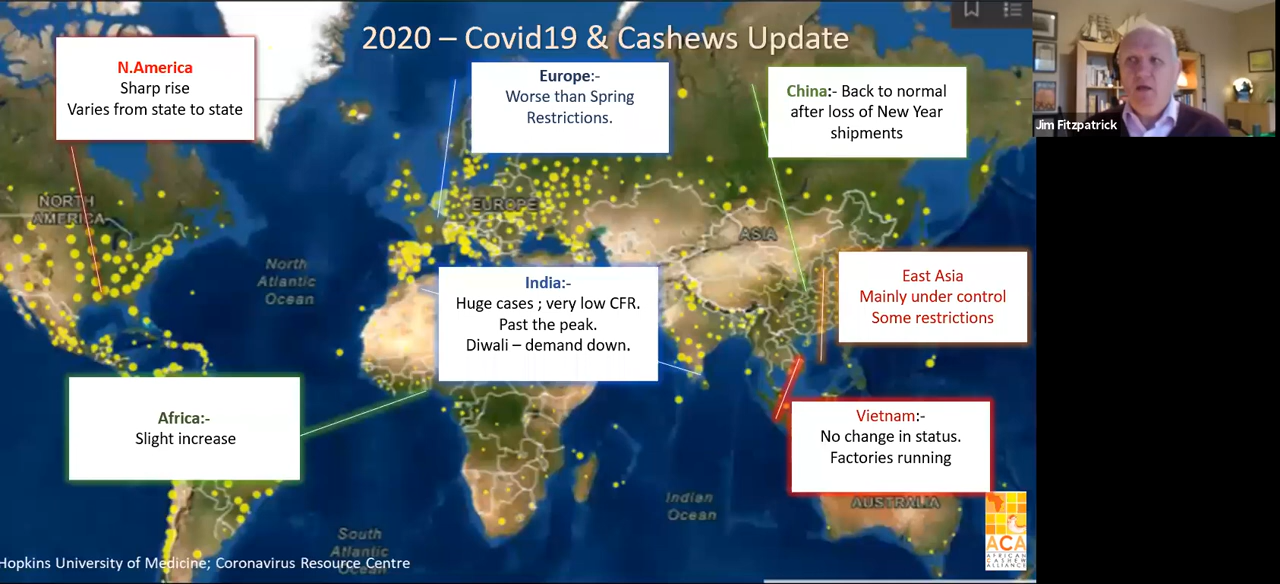 2020 – Covid19 & Cashews Update
N.America
Sharp rise
Varies from state to state
Europe:-
Worse than Spring
Restrictions.
China:- Back to normal
after loss of New Year
shipments
Jim Fitzpatrick
NORTH
AMERICA
EUROPE
ASIA
North
Atlantic
Ocean
India:-
Huge cases ; very low CFR.
Past the peak.
Diwali – demand down.
East Asia
Mainly under control
Some restrictions
Africa:-
Slight increase
Vietnam:-
No change in status.
Factories running
Indian
Ocean
AUSTRALIA
South
Atlantic
Ocean
ACA
AFRICAN
CASHEW
ALLIANCE
Hopkins University of Medicine; Coronavirus Resource Centre